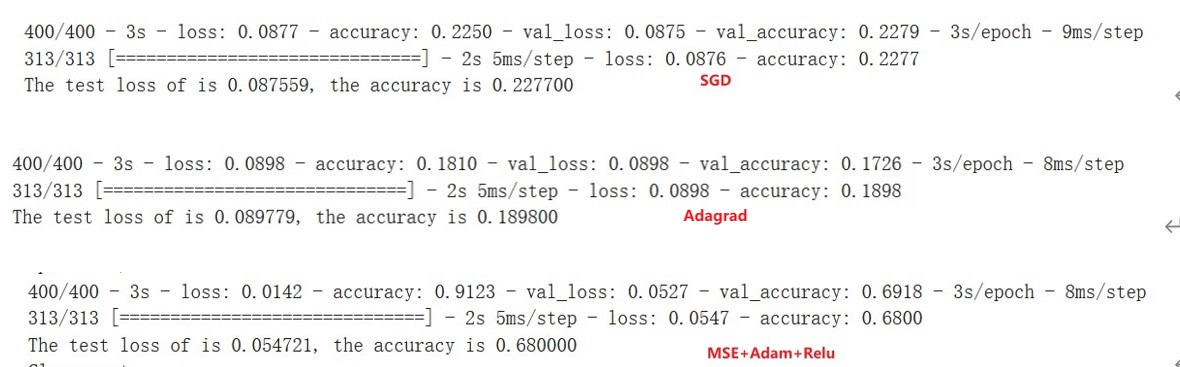 400/400 - 3s - loss: 0.0877 - accuracy: 0.2250 - val_loss: 0.0875 - val_accuracy: 0.2279 - 3s/epoch - 9ms/step
313/313 [==============================] - 2s 5ms/step - loss: 0.0876 - accuracy: 0.2277
The test loss of is 0.087559, the accuracy is 0.227700
SGD
400/400 - 3s - loss: 0.0898 - accuracy: 0.1810 - val_loss: 0.0898 - val_accuracy: 0.1726 - 3s/epoch - 8ms/step
313/313 [==============================] - 2s 5ms/step - loss: 0.0898 - accuracy: 0.1898
The test loss of is 0.089779, the accuracy is 0.189800
Adagrad
400/400 - 3s - loss: 0.0142 - accuracy: 0.9123 - val_loss: 0.0527 - val_accuracy: 0.6918 - 3s/epoch - 8ms/step
313/313 [==============================] - 2s 5ms/step - loss: 0.0547 - accuracy: 0.6800
The test loss of is 0.054721, the accuracy is 0.680000
MSE+Adam+Relu